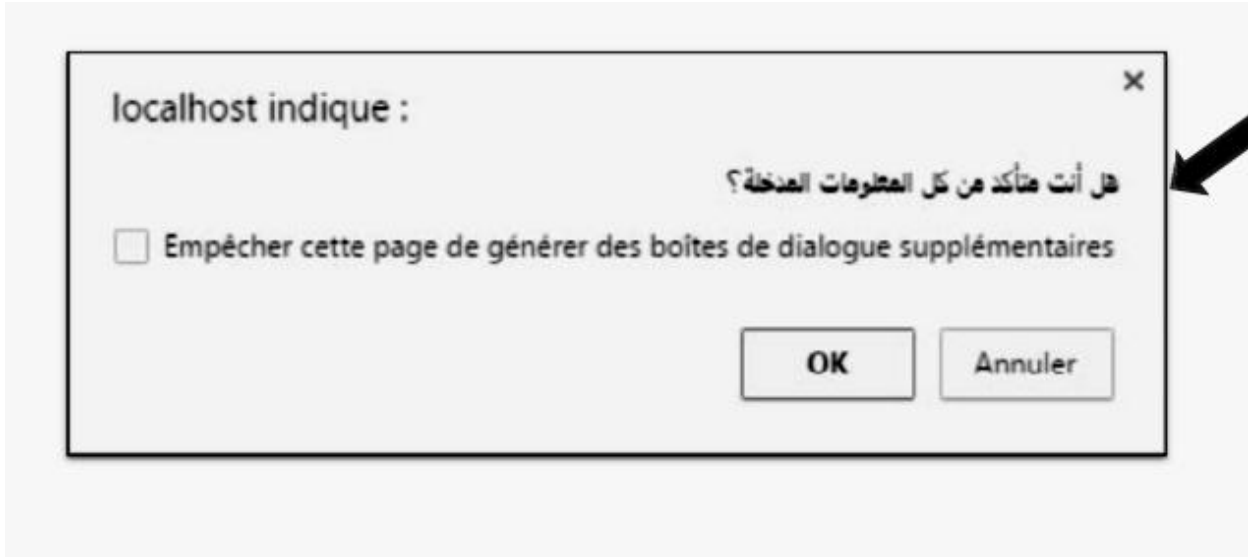 localhost indique :
هل أنت متأكد من كل المعلومات المدخلة ؟
Empêcher cette page de générer des boîtes de dialogue supplémentaires
OK
Annuler